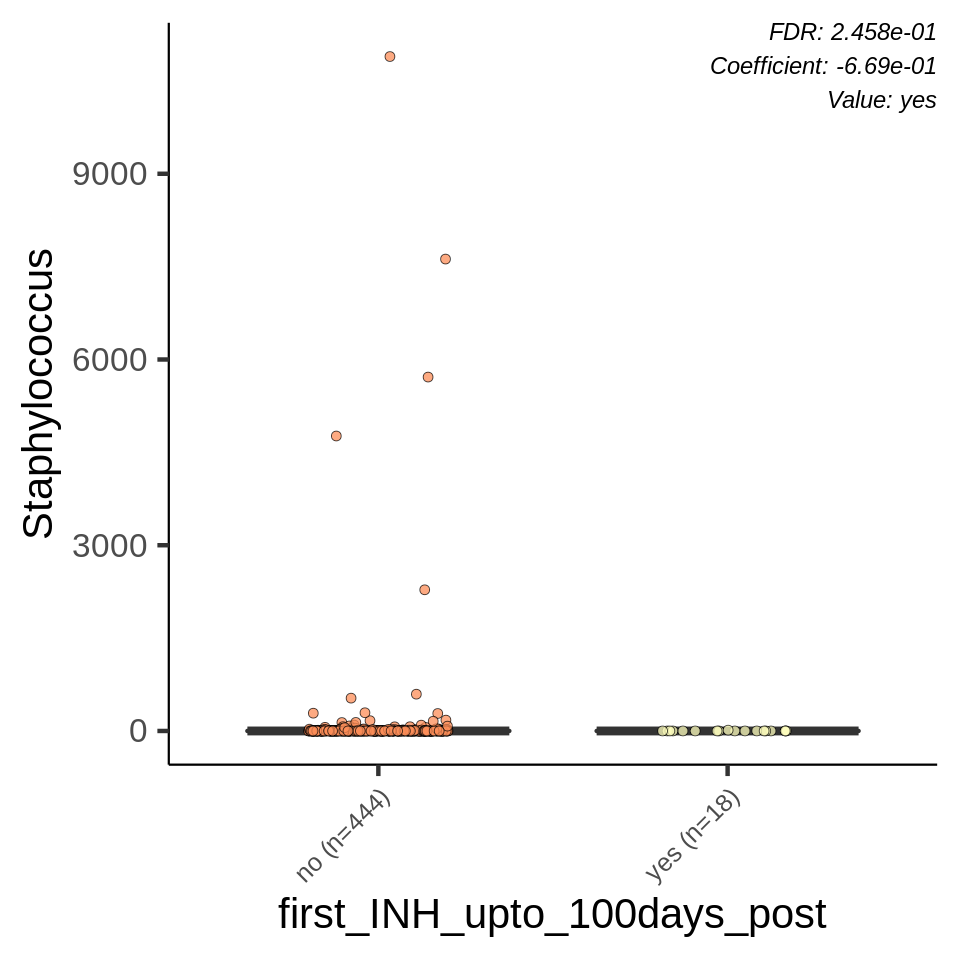 FDR: 2.458e-01
Coefficient: -6.69e-01
Value: yes
Staphylococcus
9000
6000
3000
0
no (n=444)
yes (n=18)
first_INH_upto_100days_post